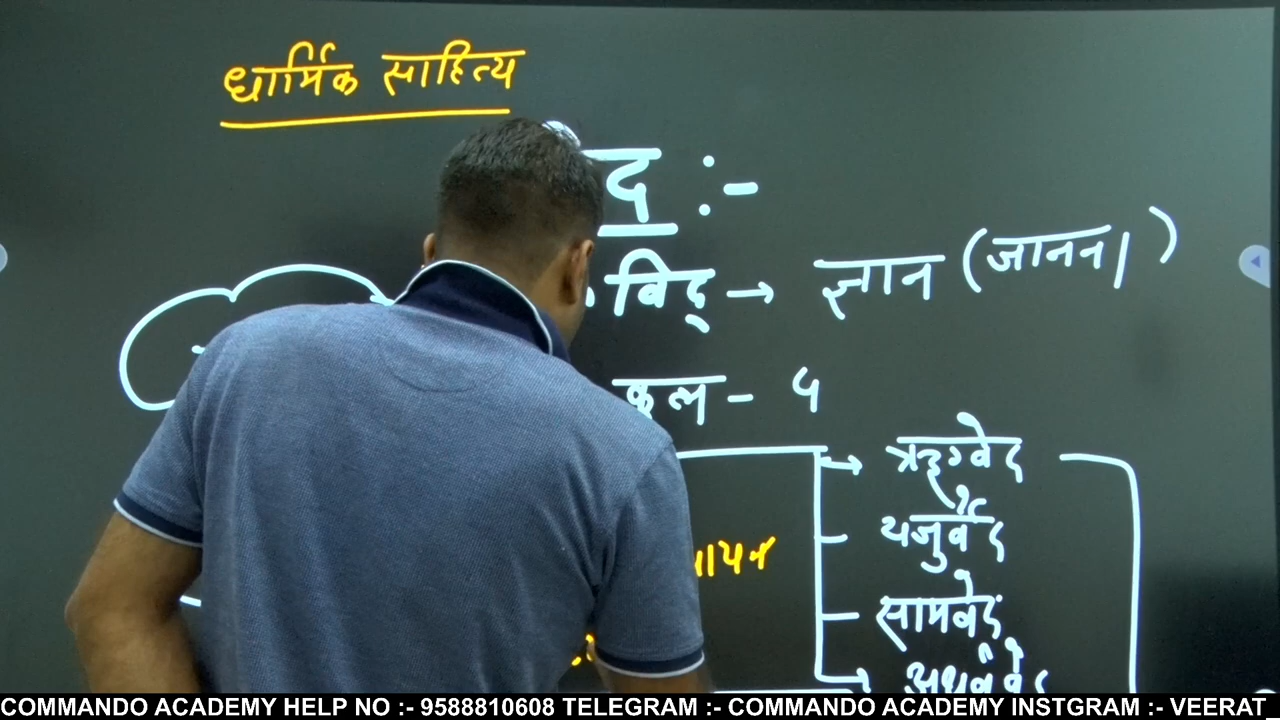 धार्मिक साहित्य
द :-
विद् → ज्ञान (जानना)
कुल - 4
→ ऋग्वेद
यजुर्वेद
सामवेद
→ अथर्ववेद
COMMANDO ACADEMY HELP NO :- 9588810608 TELEGRAM :- COMMANDO ACADEMY INSTGRAM :- VEERAT